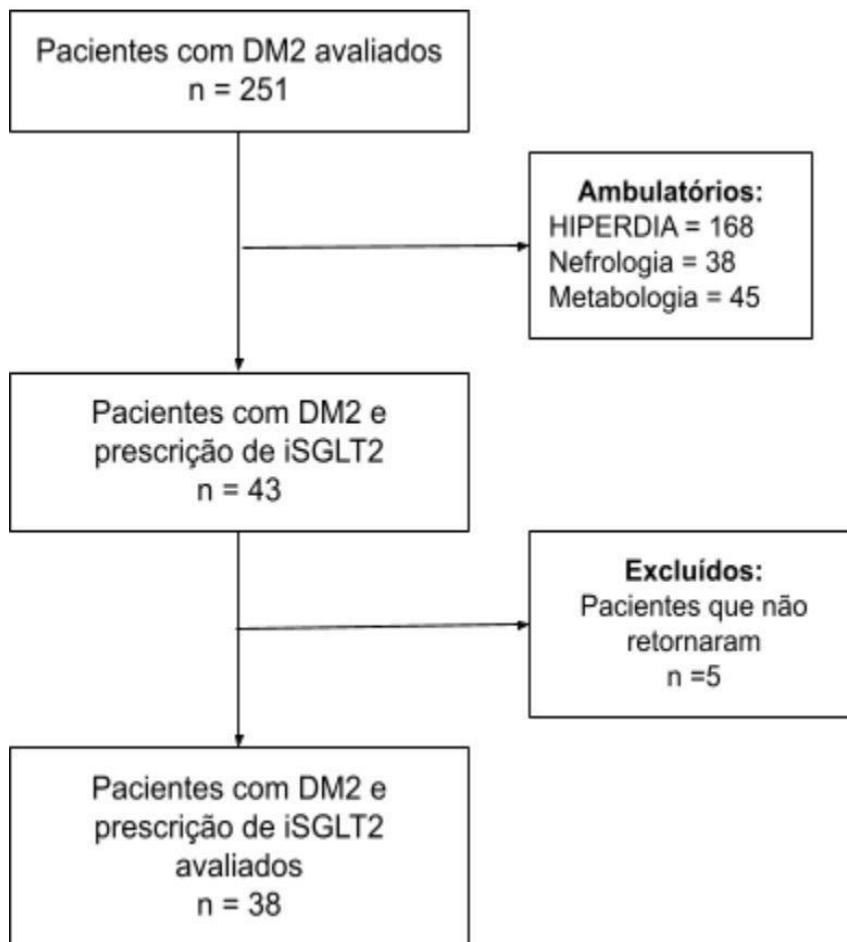 Pacientes com DM2 avaliados
n = 251
Ambulatórios:
HIPERDIA = 168
Nefrologia = 38
Metabologia = 45
Pacientes com DM2 e
prescrição de iSGLT2
n = 43
Excluídos:
Pacientes que não
retornaram
n =5
Pacientes com DM2 e
prescrição de iSGLT2
avaliados
n = 38